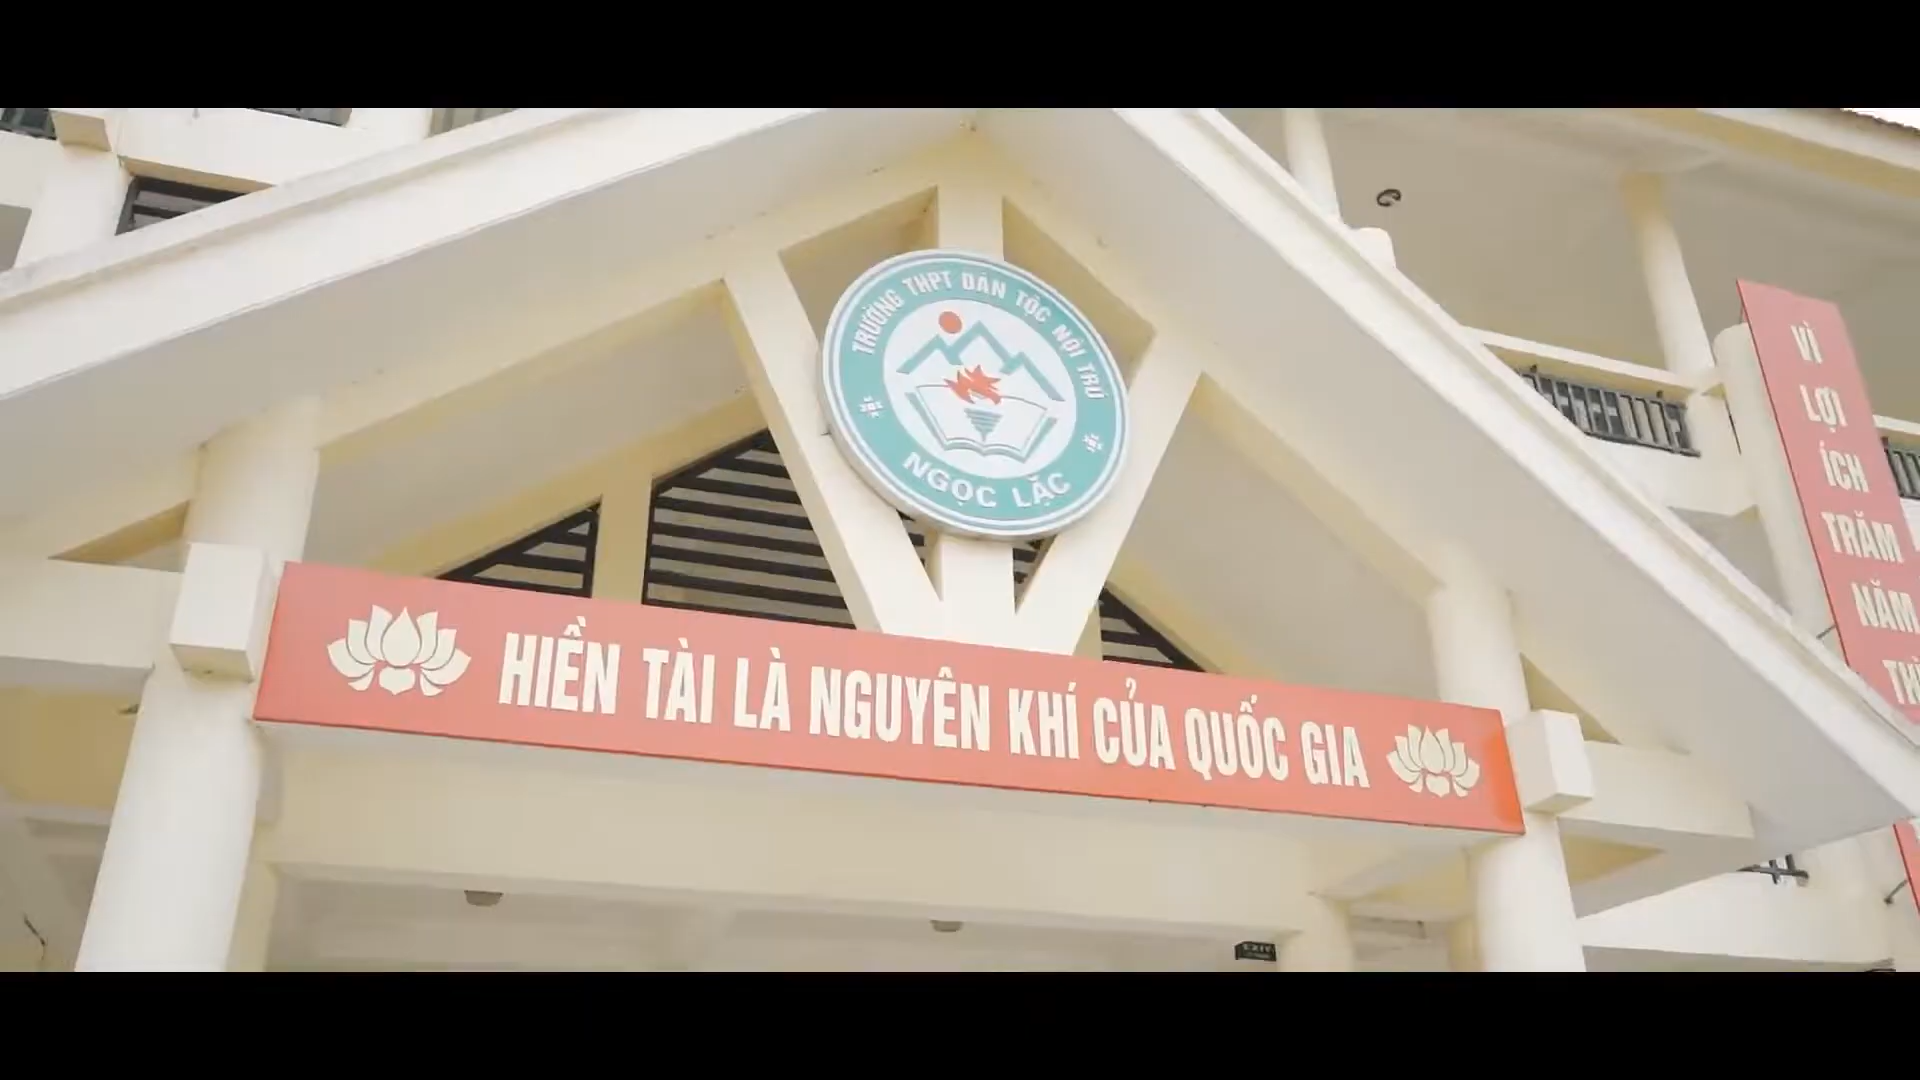 TRƯỜNG THPT DÂN TỘC NỘI TRÚ
NGỌC LẶC
HIỀN TÀI LÀ NGUYÊN KHÍ CỦA QUỐC GIA
VÌ
LỢI
ÍCH
TRĂM
NĂM
EXIT